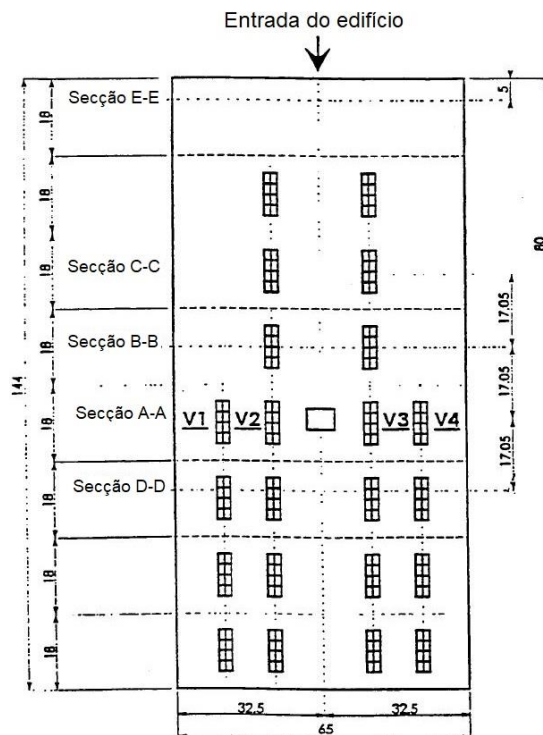 Entrada do edifício
Secção E-E
5
18
18
18
Secção C-C
80
17.05
18
Secção B-B
17.05
144
18
Secção A-A
V1
V2
V3
V4
17.05
18
Secção D-D
18
18
32.5
32.5
65